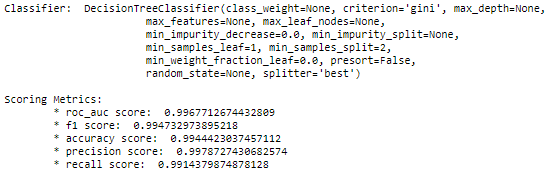 Classifier:  DecisionTreeClassifier(class_weight=None, criterion='gini', max_depth=None,
max_features=None, max_leaf_nodes=None,
min_impurity_decrease=0.0, min_impurity_split=None,
min_samples_leaf=1, min_samples_split=2,
min_weight_fraction_leaf=0.0, presort=False,
random_state=None, splitter='best')
Scoring Metrics:
* roc_auc score:  0.9967712674432809
* f1 score:  0.994732973895218
* accuracy score:  0.9944423037457112
* precision score:  0.9978727430682574
* recall score:  0.9914379874878128